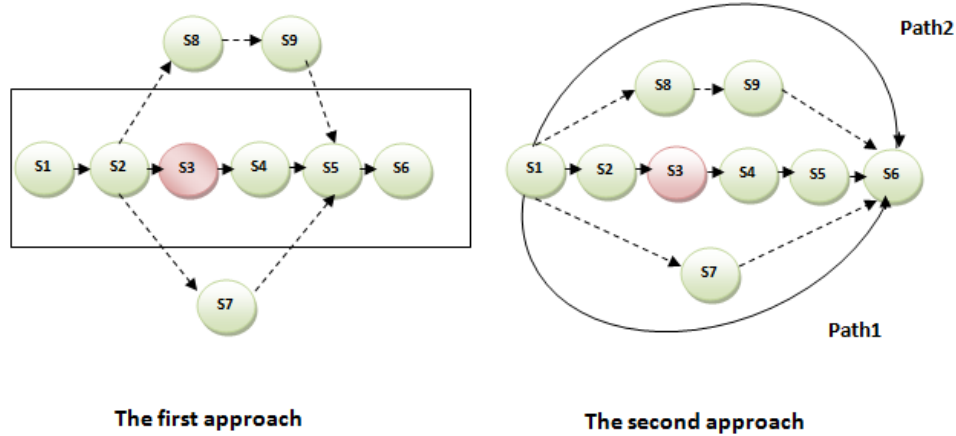 S8 S9
S1 S2 S3 S4 S5 S6
S7
The first approach
Path2
S8 S9
S1 S2 S3 S4 S5 S6
S7
Path1
The second approach